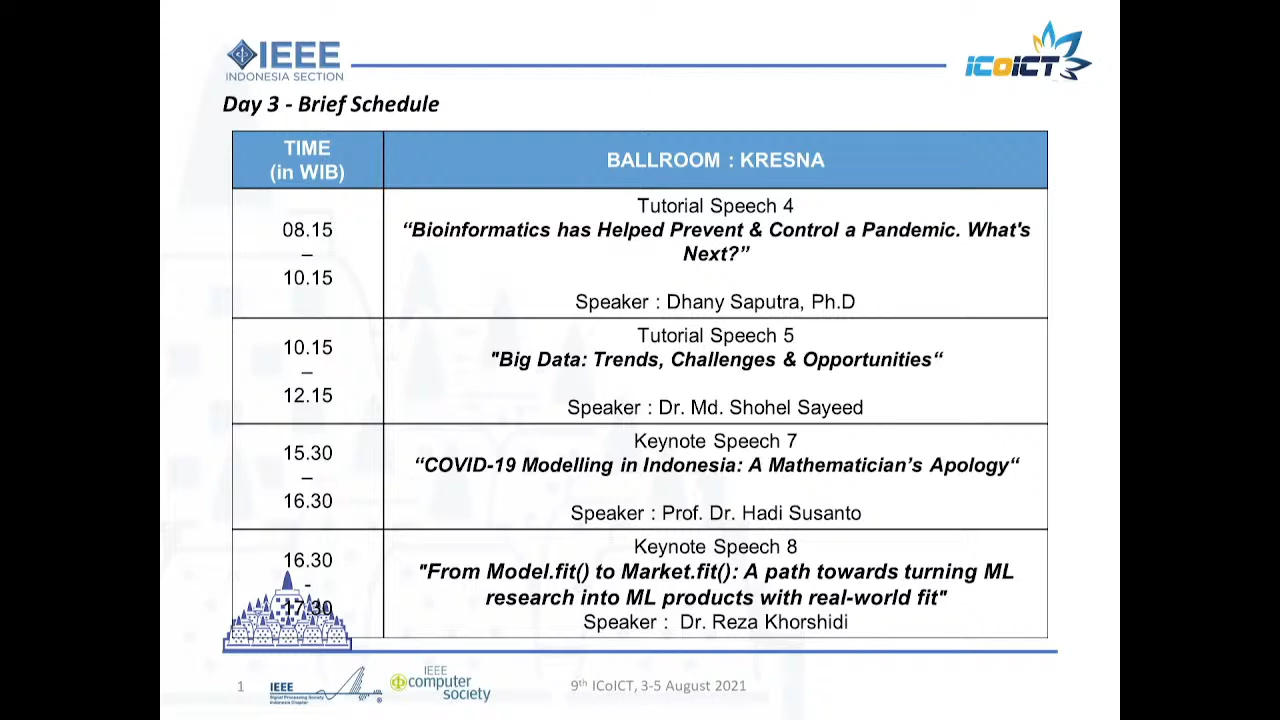 IEEE
INDONESIA SECTION
ICoICT
Day 3 - Brief Schedule
TIME
(in WIB)
BALLROOM : KRESNA
08.15
–
10.15
Tutorial Speech 4
“Bioinformatics has Helped Prevent & Control a Pandemic. What's
Next?”
Speaker : Dhany Saputra, Ph.D
10.15
–
12.15
Tutorial Speech 5
"Big Data: Trends, Challenges & Opportunities“
Speaker : Dr. Md. Shohel Sayeed
15.30
–
16.30
Keynote Speech 7
“COVID-19 Modelling in Indonesia: A Mathematician’s Apology“
Speaker : Prof. Dr. Hadi Susanto
16.30
-
17.30
Keynote Speech 8
"From Model.fit() to Market.fit(): A path towards turning ML
research into ML products with real-world fit"
Speaker : Dr. Reza Khorshidi
1
IEEE
Signal Processing Society
Indonesia Chapter
IEEE
computer
society
9th ICoICT, 3-5 August 2021